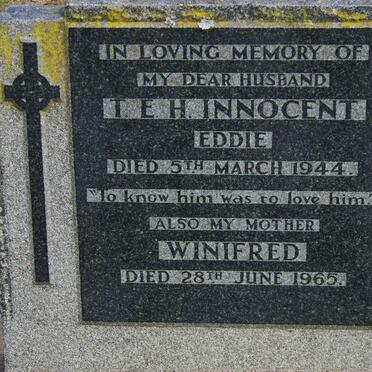 IN LOVING MEMORY OF
MY DEAR HUSBAND
T. E. H. INNOCENT
EDDIE
DIED 5TH MARCH 1944.
"To know him was to love him"
ALSO MY MOTHER
WINIFRED
DIED 28TH JUNE 1965.